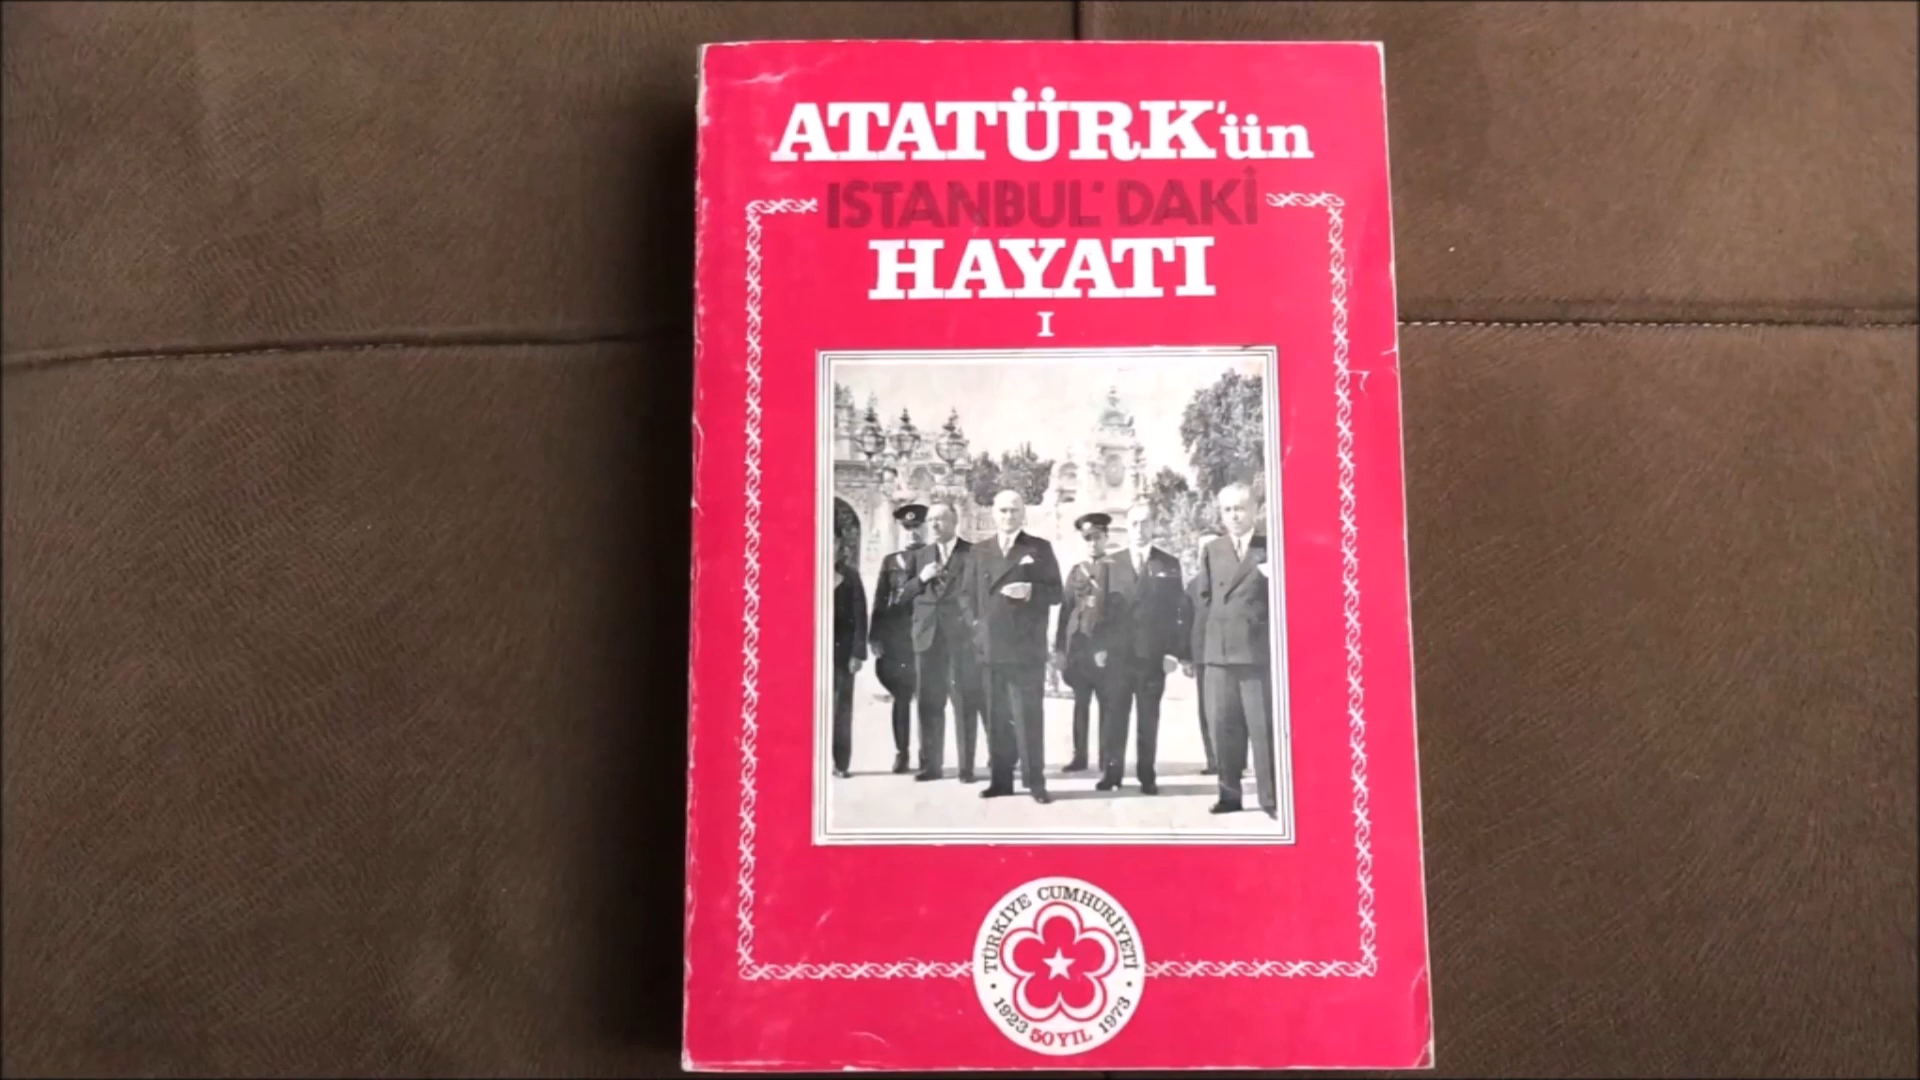 ATATÜRK'ün
İSTANBUL'DAKİ
HAYATI
I
TÜRKİYE CUMHURİYETİ
1923 50 YIL 1973